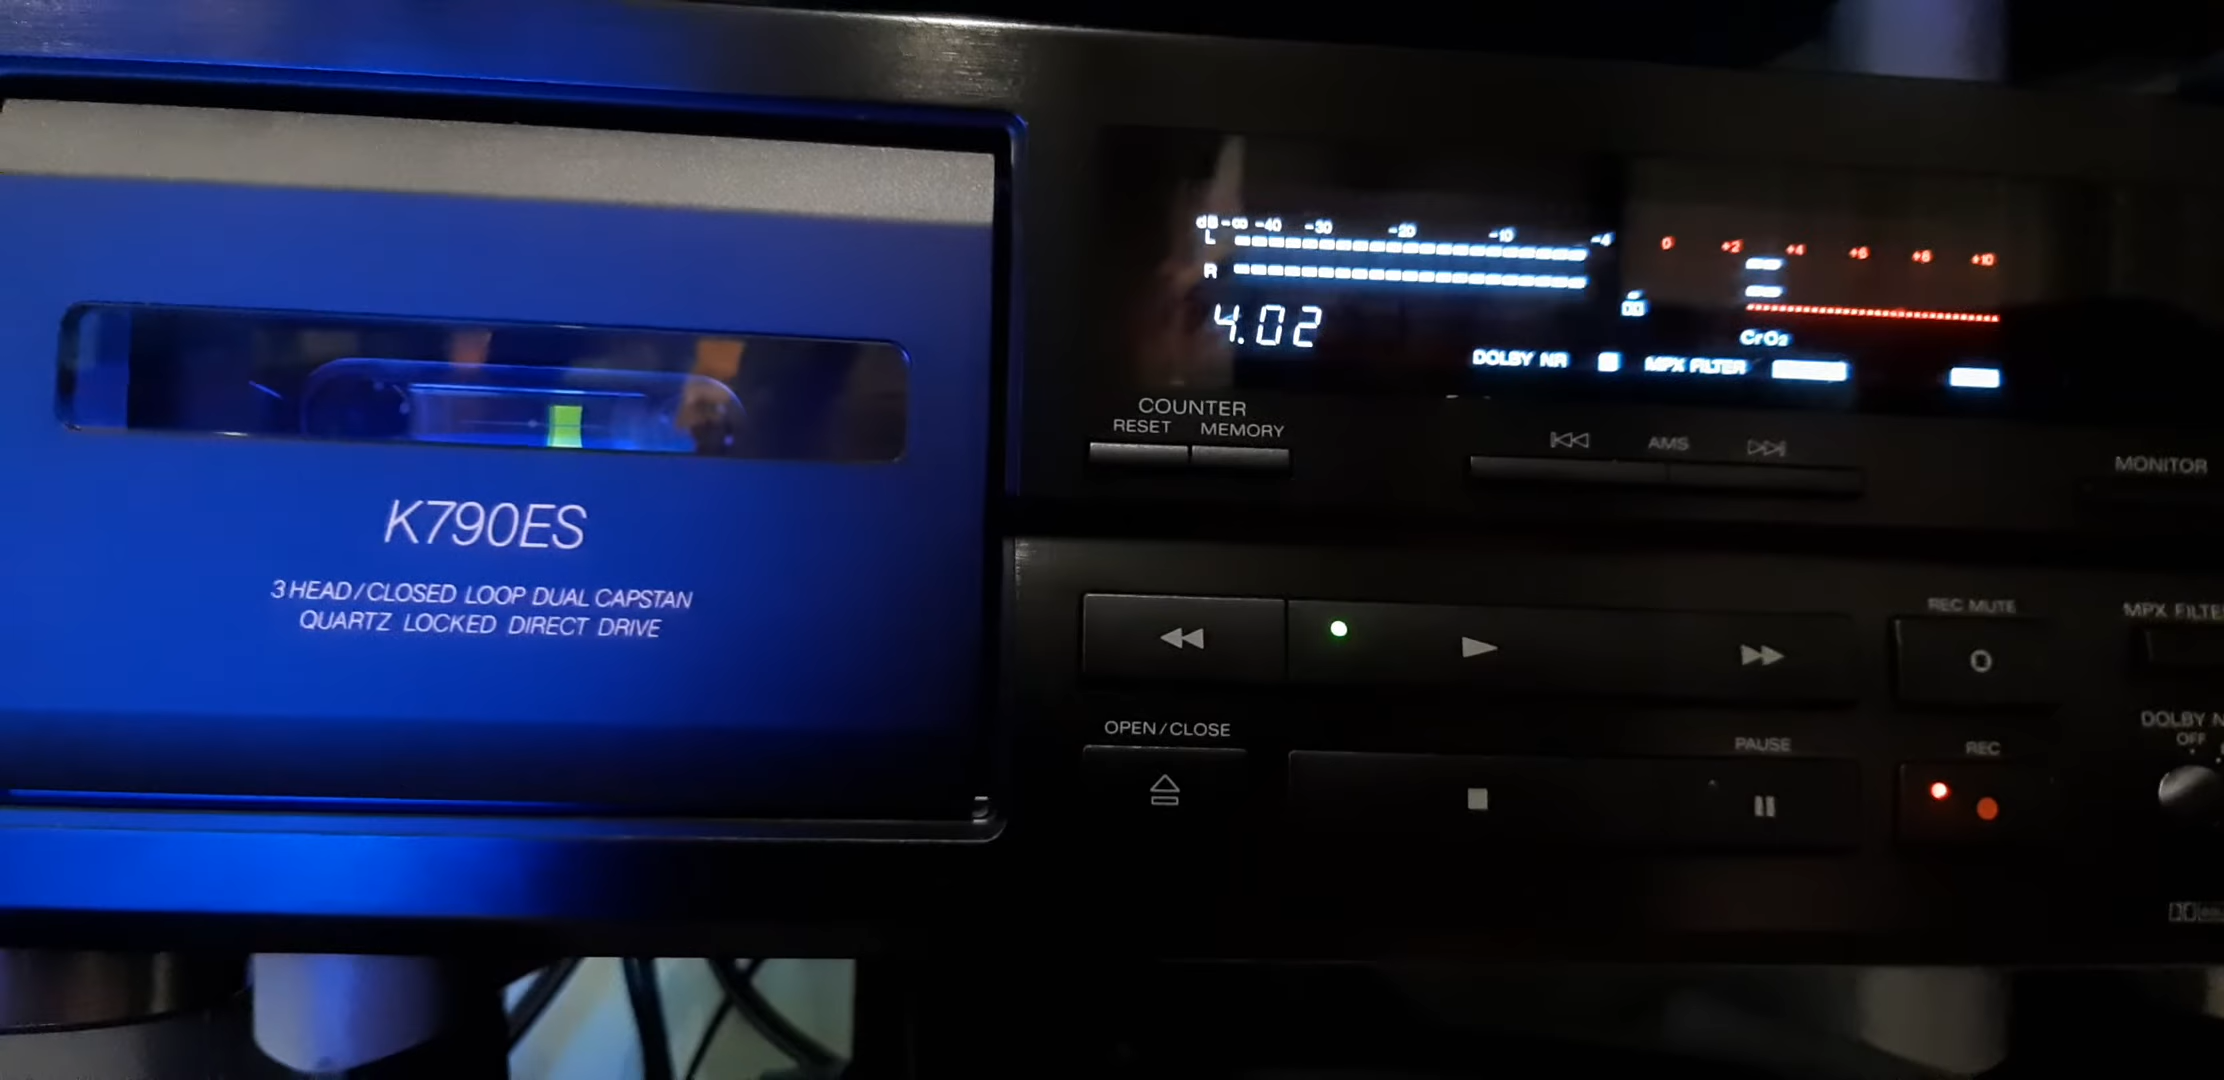 dB -∞ -40 -30 -20 -10 -4 0 +2 +4 +6 +8 +10
L
R
4.02
CrO2
DOLBY NR MPX FILTER
COUNTER
RESET MEMORY
AMS
MONITOR
K790ES
3 HEAD/CLOSED LOOP DUAL CAPSTAN
QUARTZ LOCKED DIRECT DRIVE
REC MUTE
MPX FILTE
OPEN/CLOSE
PAUSE
REC
DOLBY N
OFF